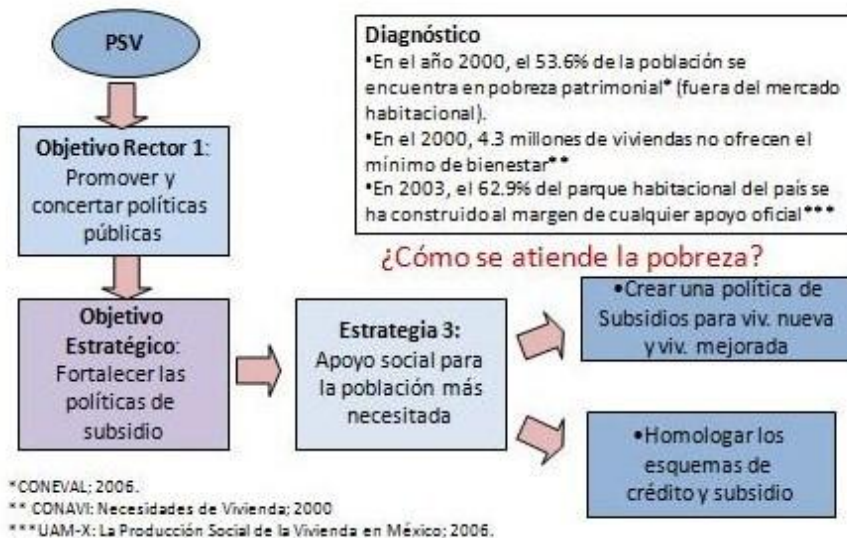 PSV
Objetivo Rector 1:
Promover y
concertar políticas
públicas
Diagnóstico
•En el año 2000, el 53.6% de la población se
encuentra en pobreza patrimonial* (fuera del mercado
habitacional).
•En el 2000, 4.3 millones de viviendas no ofrecen el
mínimo de bienestar**
•En 2003, el 62.9% del parque habitacional del país se
ha construido al margen de cualquier apoyo oficial***
¿Cómo se atiende la pobreza?
Objetivo
Estratégico:
Fortalecer las
políticas de
subsidio
Estrategia 3:
Apoyo social para
la población más
necesitada
•Crear una política de
Subsidios para viv. nueva
y viv. mejorada
•Homologar los
esquemas de
crédito y subsidio
*CONEVAL; 2006.
** CONAVI: Necesidades de Vivienda; 2000
***UAM-X: La Producción Social de la Vivienda en México; 2006.